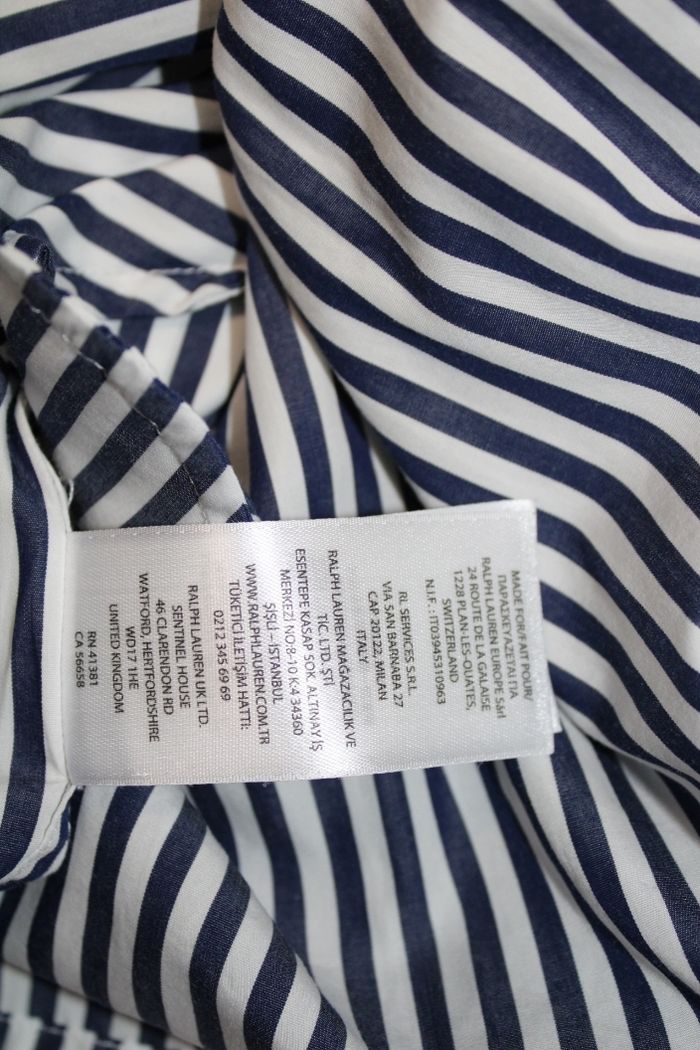 MADE FOR/FAIT POUR/
ΠΑΡΑΣΚΕΥΑΖΕΤΑΙ ΓΙΑ
RALPH LAUREN EUROPE Sàrl
24 ROUTE DE LA GALAISE
1228 PLAN-LES-OUATES,
SWITZERLAND
N.I.F. : IT03945310963
RL SERVICES S.R.L.
VIA SAN BARNABA 27
CAP 20122, MILAN
ITALY
RALPH LAUREN MAĞAZACILIK VE
TİC. LTD. ŞTİ
ESENTEPE KASAP SOK. ALTINAY İŞ
MERKEZİ NO:8-10 K:4 34360
ŞİŞLİ – İSTANBUL
WWW.RALPHLAUREN.COM.TR
TÜKETİCİ İLETİŞİM HATTI:
0212 345 69 69
RALPH LAUREN UK LTD.
SENTINEL HOUSE
46 CLARENDON RD
WATFORD, HERTFORDSHIRE
WD17 1HE
UNITED KINGDOM
RN 41381
CA 56658